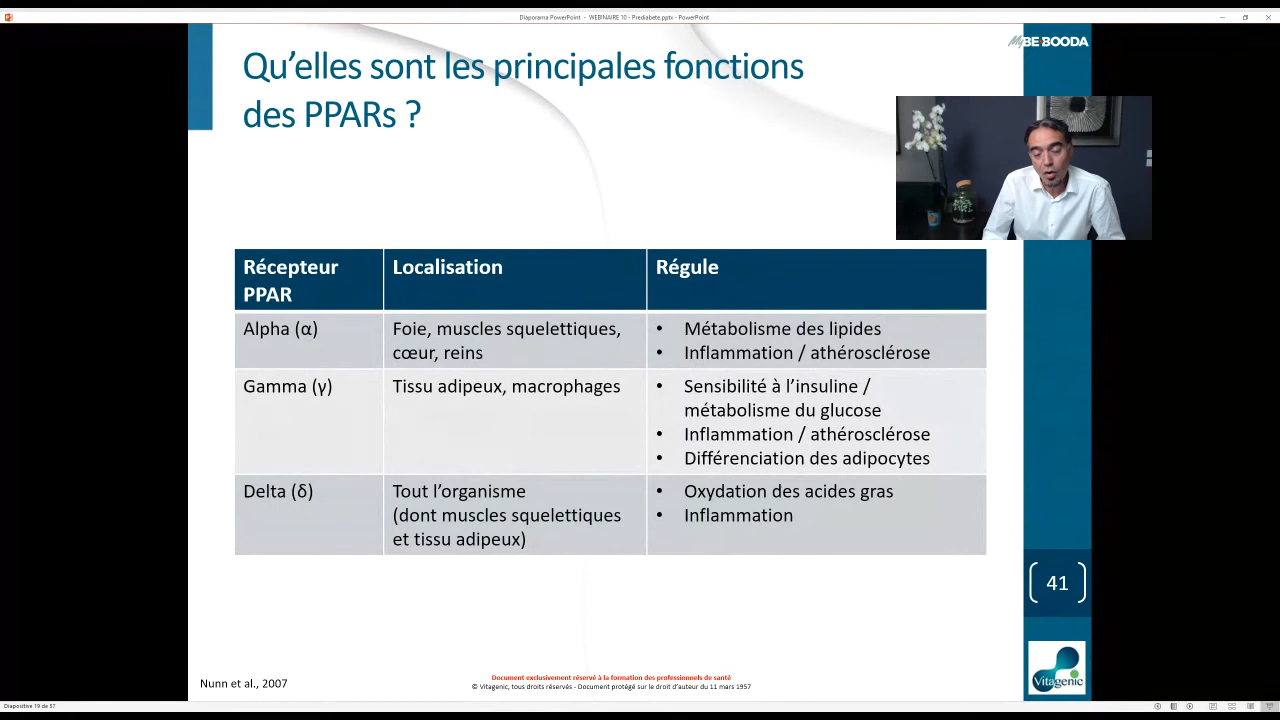 Diaporama PowerPoint - WEBINAIRE 10 - Prediabete.pptx - PowerPoint
My BE BOODA
Qu’elles sont les principales fonctions
des PPARs ?
Récepteur
PPAR
Localisation
Régule
Alpha (α)
Foie, muscles squelettiques,
cœur, reins
• Métabolisme des lipides
• Inflammation / athérosclérose
Gamma (γ)
Tissu adipeux, macrophages
• Sensibilité à l’insuline /
métabolisme du glucose
• Inflammation / athérosclérose
• Différenciation des adipocytes
Delta (δ)
Tout l’organisme
(dont muscles squelettiques
et tissu adipeux)
• Oxydation des acides gras
• Inflammation
41
Vitagenic
Nunn et al., 2007
Document exclusivement réservé à la formation des professionnels de santé
© Vitagenic, tous droits réservés - Document protégé sur le droit d’auteur du 11 mars 1957
Diapositive 19 de 57